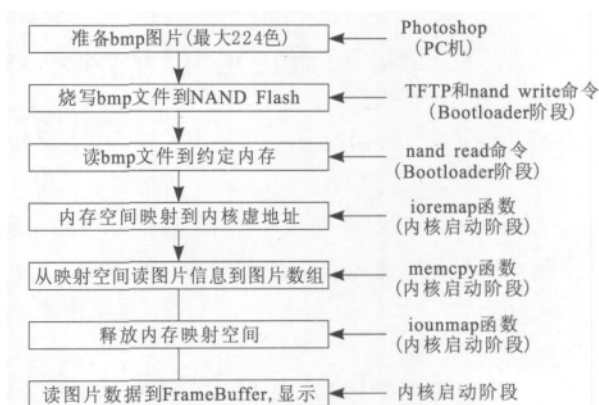 准备bmp图片(最大224色)
Photoshop
(PC机)
烧写bmp文件到NAND Flash
TFTP和nand write命令
(Bootloader阶段)
读bmp文件到约定内存
nand read命令
(Bootloader阶段)
内存空间映射到内核虚地址
ioremap函数
(内核启动阶段)
从映射空间读图片信息到图片数组
memcpy函数
(内核启动阶段)
释放内存映射空间
iounmap函数
(内核启动阶段)
读图片数据到FrameBuffer,显示
内核启动阶段